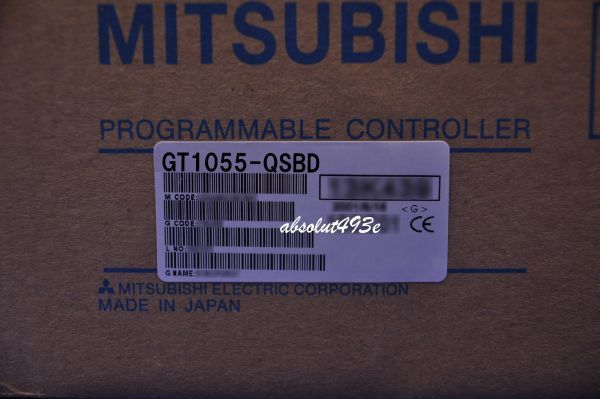 MITSUBISHI
PROGRAMMABLE CONTROLLER
GT1055-QSBD
M CODE:
<G>
G CODE:
absolut493e
CE
L NO
G NAME:
MITSUBISHI ELECTRIC CORPORATION
MADE IN JAPAN